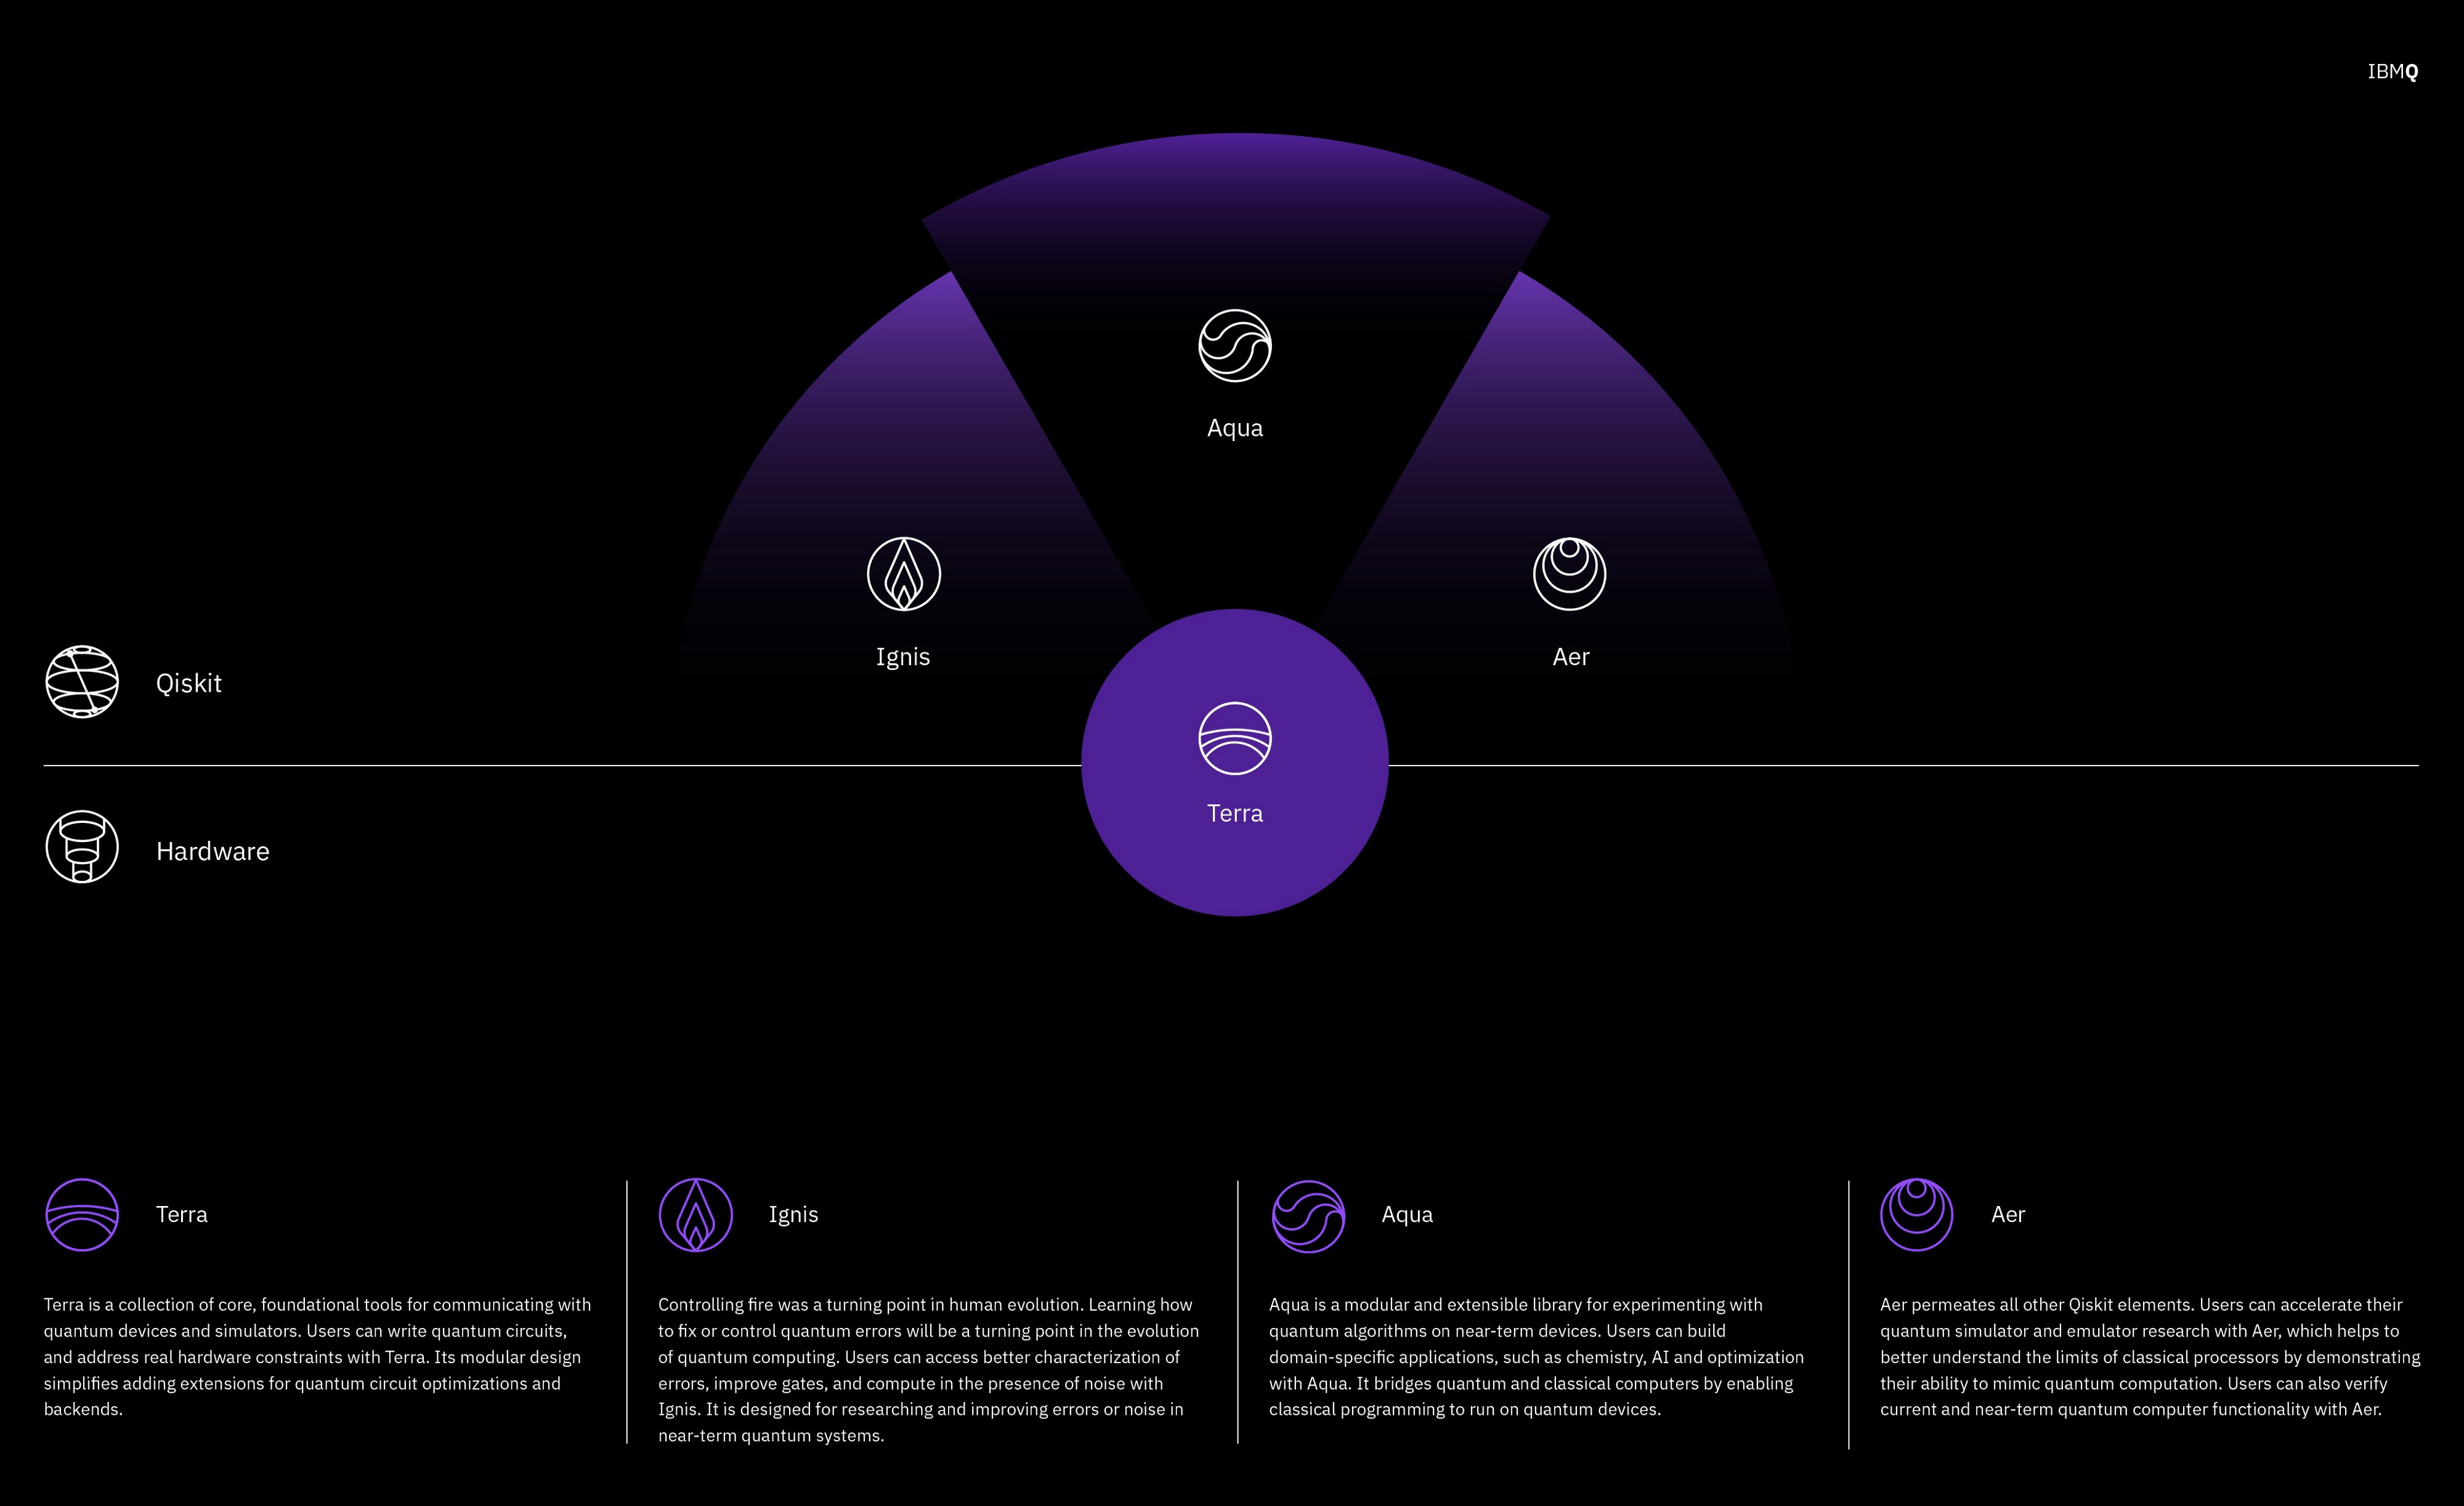 IBMQ
Aqua
Ignis
Aer
Qiskit
Terra
Hardware
Terra
Terra is a collection of core, foundational tools for communicating with
quantum devices and simulators. Users can write quantum circuits,
and address real hardware constraints with Terra. Its modular design
simplifies adding extensions for quantum circuit optimizations and
backends.
Ignis
Controlling fire was a turning point in human evolution. Learning how
to fix or control quantum errors will be a turning point in the evolution
of quantum computing. Users can access better characterization of
errors, improve gates, and compute in the presence of noise with
Ignis. It is designed for researching and improving errors or noise in
near-term quantum systems.
Aqua
Aqua is a modular and extensible library for experimenting with
quantum algorithms on near-term devices. Users can build
domain-specific applications, such as chemistry, AI and optimization
with Aqua. It bridges quantum and classical computers by enabling
classical programming to run on quantum devices.
Aer
Aer permeates all other Qiskit elements. Users can accelerate their
quantum simulator and emulator research with Aer, which helps to
better understand the limits of classical processors by demonstrating
their ability to mimic quantum computation. Users can also verify
current and near-term quantum computer functionality with Aer.